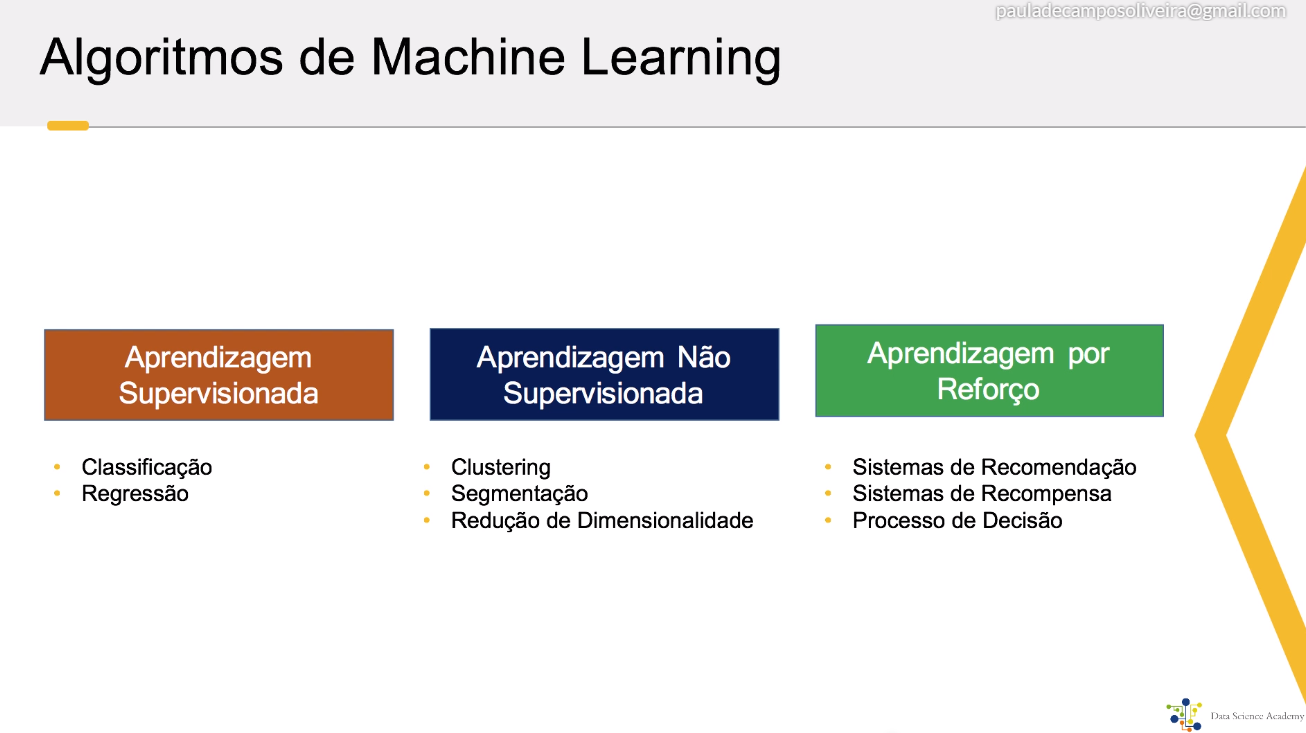 pauladecamposoliveira@gmail.com
Algoritmos de Machine Learning
Aprendizagem
Supervisionada
• Classificação
• Regressão
Aprendizagem Não
Supervisionada
• Clustering
• Segmentação
• Redução de Dimensionalidade
Aprendizagem por
Reforço
• Sistemas de Recomendação
• Sistemas de Recompensa
• Processo de Decisão
Data Science Academy